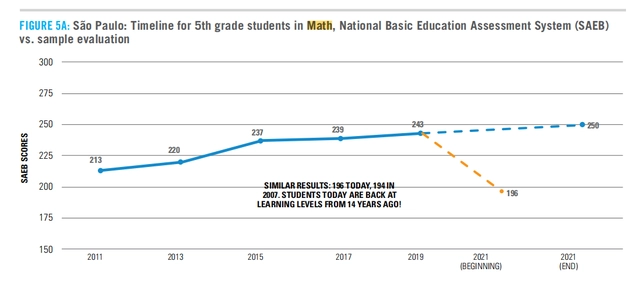 FIGURE 5A: São Paulo: Timeline for 5th grade students in Math, National Basic Education Assessment System (SAEB)
vs. sample evaluation
SAEB SCORES
300
275
250
225
200
175
150
213
220
237
239
243
250
196
SIMILAR RESULTS: 196 TODAY, 194 IN
2007. STUDENTS TODAY ARE BACK AT
LEARNING LEVELS FROM 14 YEARS AGO!
2011
2013
2015
2017
2019
2021
(BEGINNING)
2021
(END)